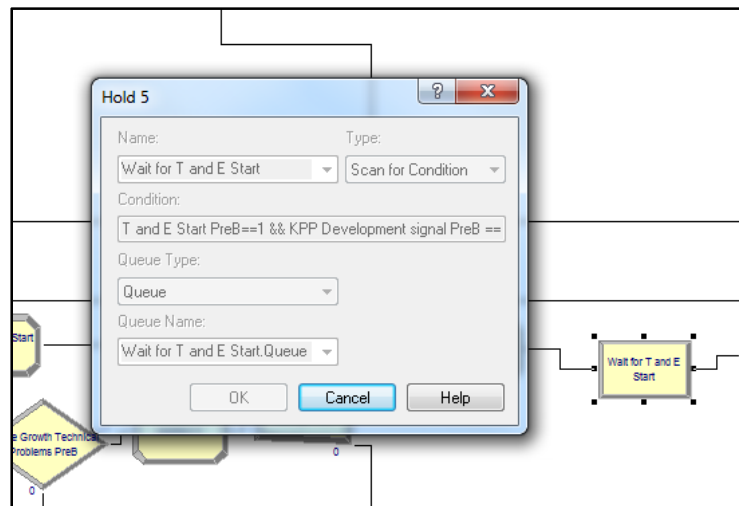 Hold 5
?
Name:
Type:
Wait for T and E Start
Scan for Condition
Condition:
T and E Start PreB==1 && KPP Development signal PreB ==
Queue Type:
Queue
Queue Name:
Wait for T and E Start.Queue
OK
Cancel
Help
Start
Wait for T and E
Start
e Growth Technical
Problems PreB
0
0